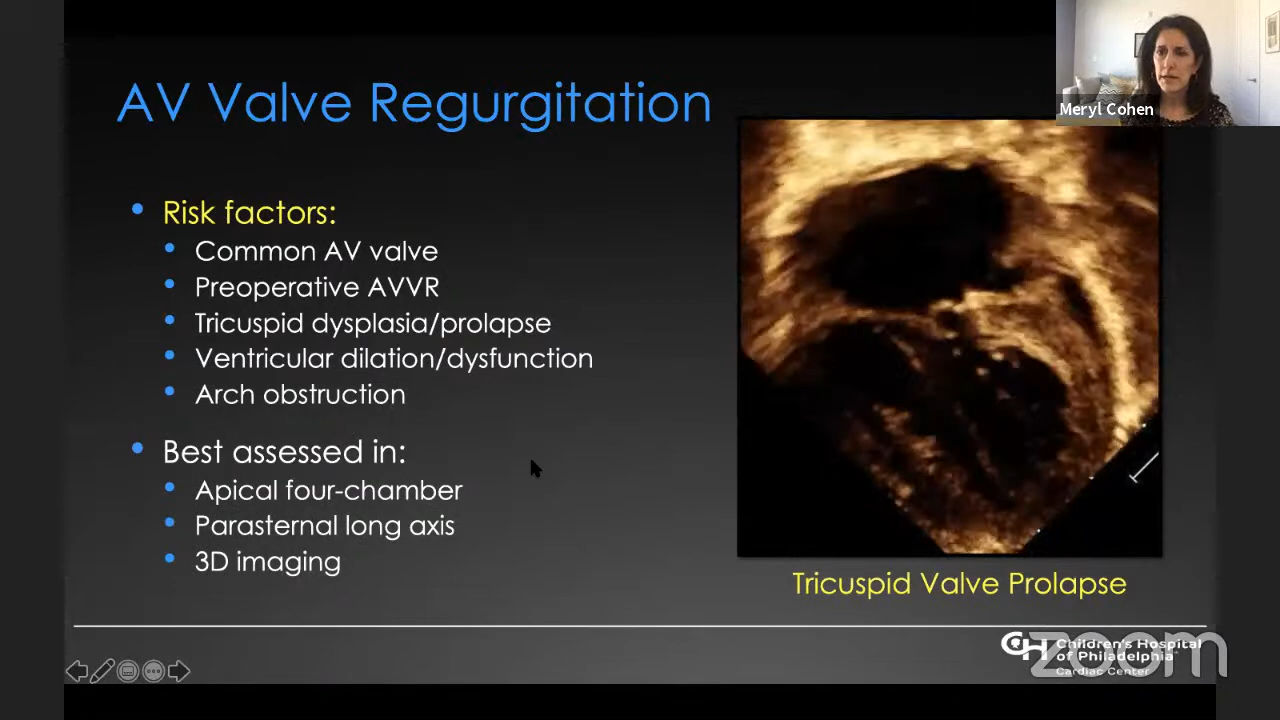 Meryl Cohen
AV Valve Regurgitation
Risk factors:
Common AV valve
Preoperative AVVR
Tricuspid dysplasia/prolapse
Ventricular dilation/dysfunction
Arch obstruction
Best assessed in:
Apical four-chamber
Parasternal long axis
3D imaging
Tricuspid Valve Prolapse
CH Children's Hospital
of Philadelphia
Cardiac Center
zoom